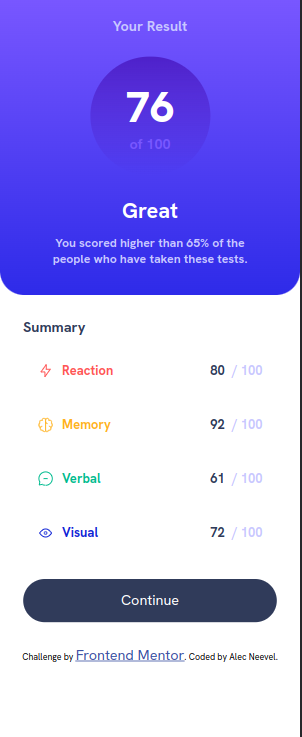 Your Result
76
of 100
Great
You scored higher than 65% of the
people who have taken these tests.
Summary
Reaction 80 / 100
Memory 92 / 100
Verbal 61 / 100
Visual 72 / 100
Continue
Challenge by Frontend Mentor. Coded by Alec Neevel.